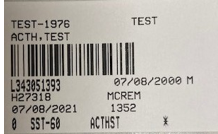 TEST-1976 TEST
ACTH,TEST
L343051393 07/08/2000 M
H27318 MCREM
07/08/2021 1352
0 SST-60 ACTHST *